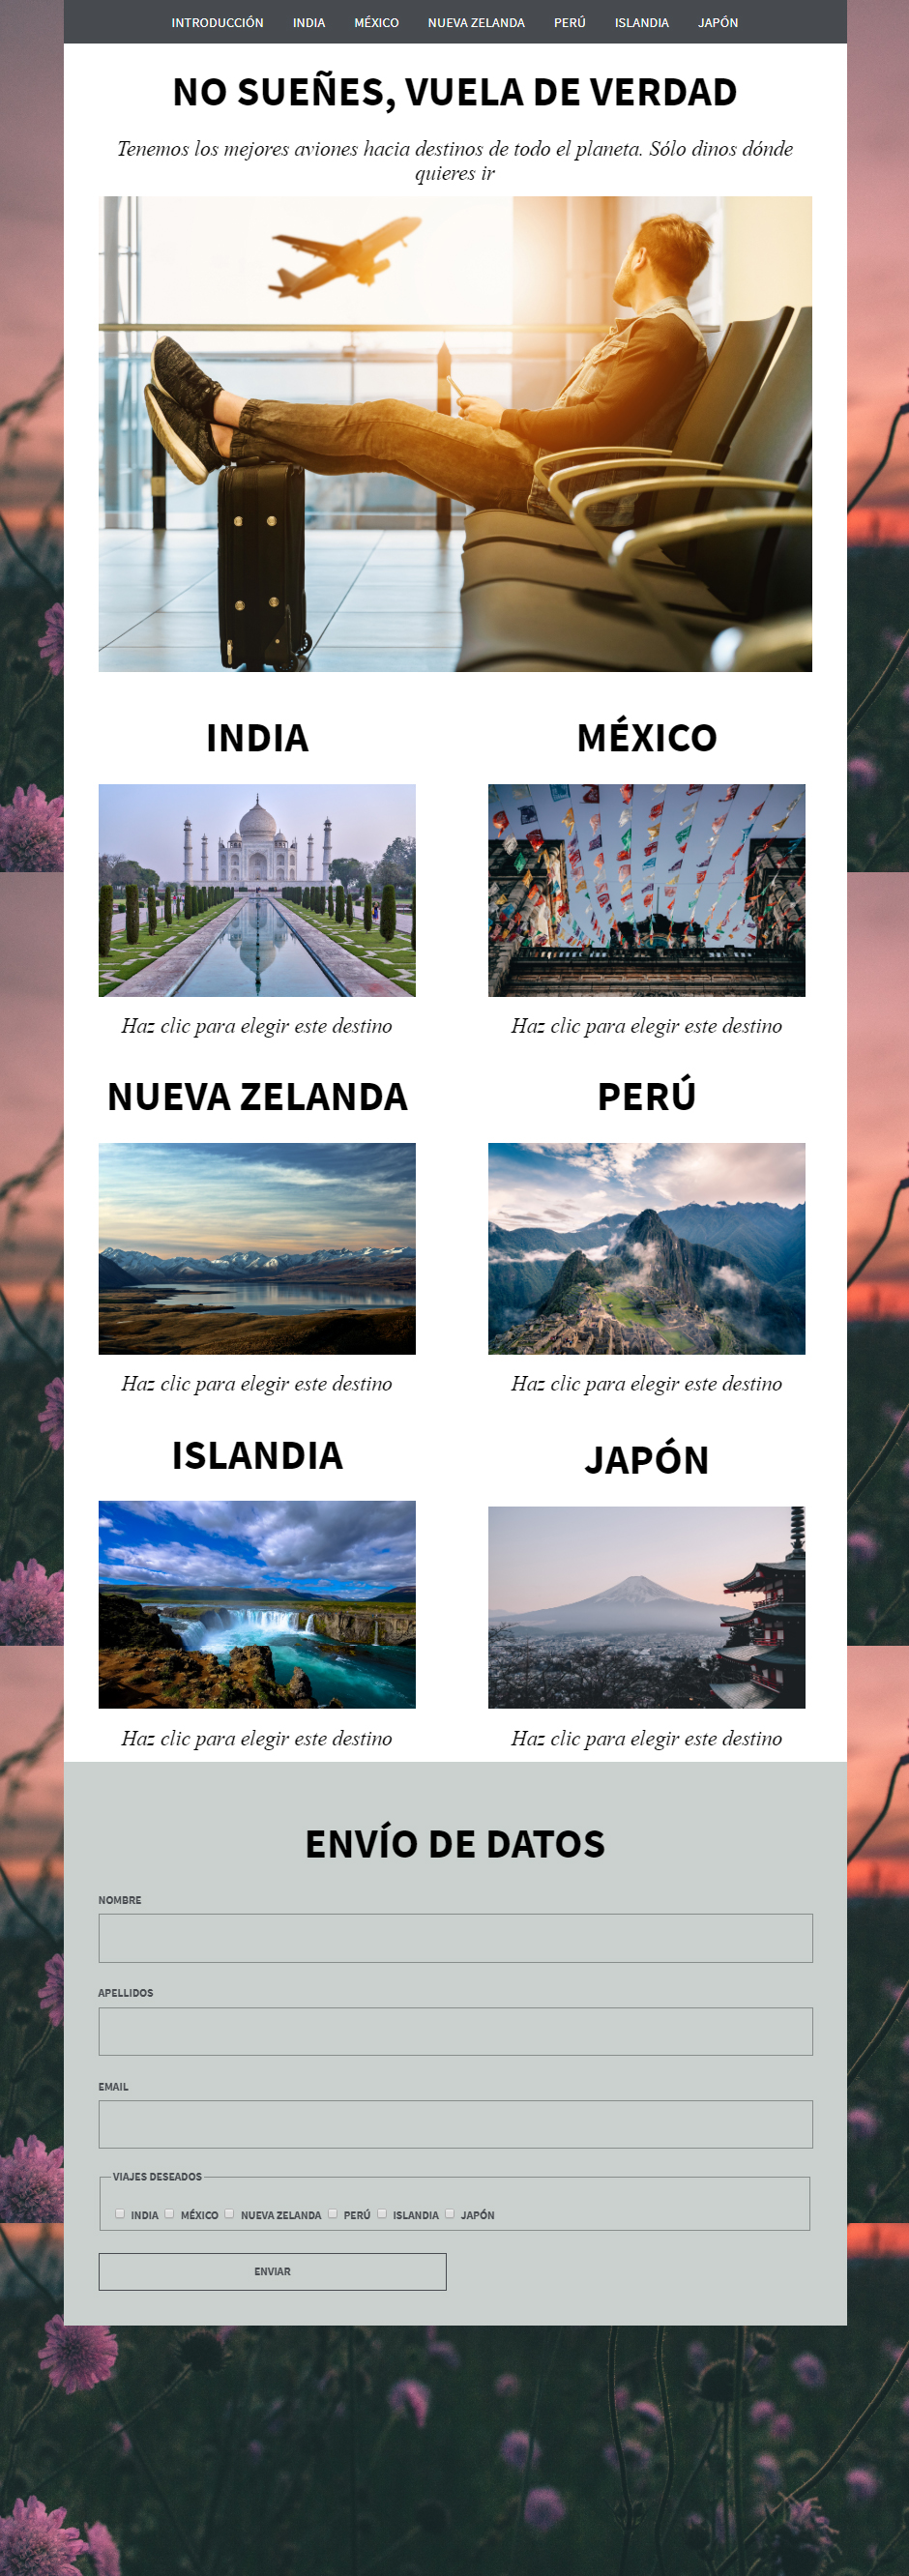 INTRODUCCIÓN INDIA MÉXICO NUEVA ZELANDA PERÚ ISLANDIA JAPÓN
NO SUEÑES, VUELA DE VERDAD
Tenemos los mejores aviones hacia destinos de todo el planeta. Sólo dinos dónde
quieres ir
INDIA
MÉXICO
Haz clic para elegir este destino
Haz clic para elegir este destino
NUEVA ZELANDA
PERÚ
Haz clic para elegir este destino
Haz clic para elegir este destino
ISLANDIA
JAPÓN
Haz clic para elegir este destino
Haz clic para elegir este destino
ENVÍO DE DATOS
NOMBRE
APELLIDOS
EMAIL
VIAJES DESEADOS
INDIA MÉXICO NUEVA ZELANDA PERÚ ISLANDIA JAPÓN
ENVIAR